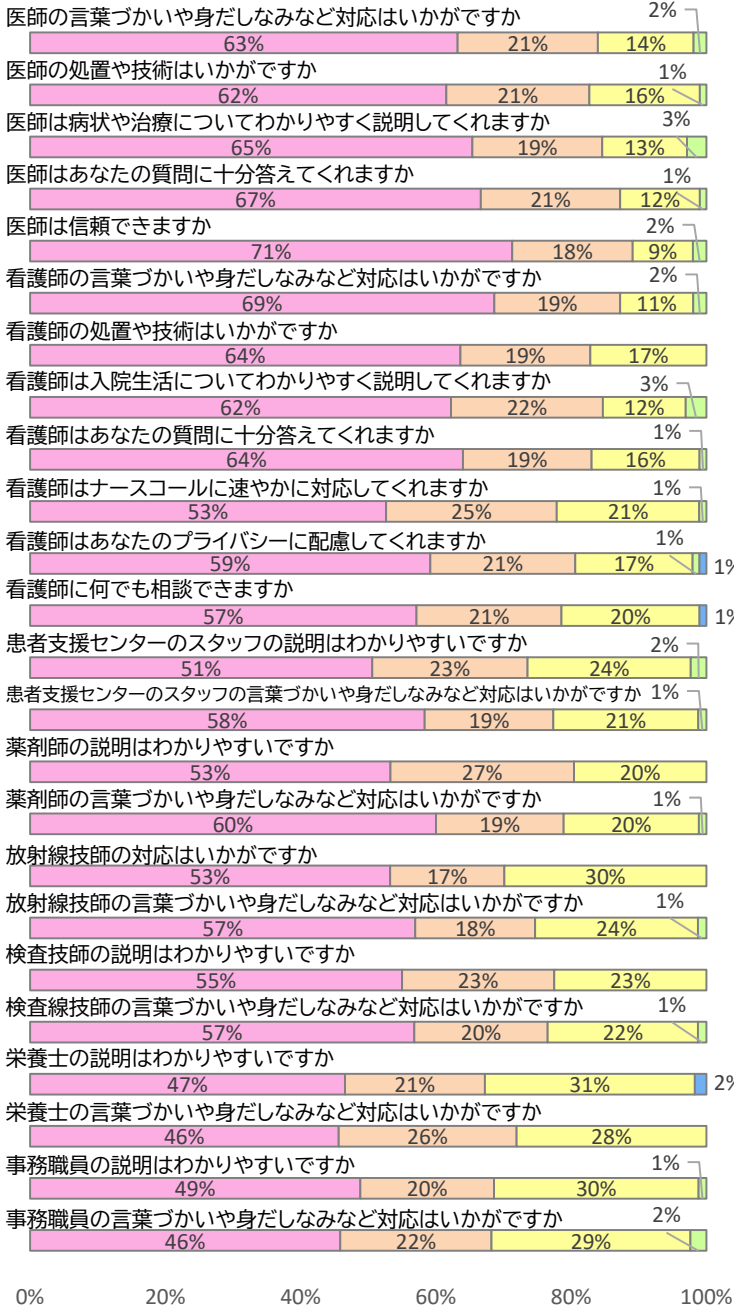 医師の言葉づかいや身だしなみなど対応はいかがですか 2%
63% 21% 14%
医師の処置や技術はいかがですか 1%
62% 21% 16%
医師は病状や治療についてわかりやすく説明してくれますか 3%
65% 19% 13%
医師はあなたの質問に十分答えてくれますか 1%
67% 21% 12%
医師は信頼できますか 2%
71% 18% 9%
看護師の言葉づかいや身だしなみなど対応はいかがですか 2%
69% 19% 11%
看護師の処置や技術はいかがですか
64% 19% 17%
看護師は入院生活についてわかりやすく説明してくれますか 3%
62% 22% 12%
看護師はあなたの質問に十分答えてくれますか 1%
64% 19% 16%
看護師はナースコールに速やかに対応してくれますか 1%
53% 25% 21%
看護師はあなたのプライバシーに配慮してくれますか 1%
59% 21% 17% 1%
看護師に何でも相談できますか
57% 21% 20% 1%
患者支援センターのスタッフの説明はわかりやすいですか 2%
51% 23% 24%
患者支援センターのスタッフの言葉づかいや身だしなみなど対応はいかがですか 1%
58% 19% 21%
薬剤師の説明はわかりやすいですか
53% 27% 20%
薬剤師の言葉づかいや身だしなみなど対応はいかがですか 1%
60% 19% 20%
放射線技師の対応はいかがですか
53% 17% 30%
放射線技師の言葉づかいや身だしなみなど対応はいかがですか 1%
57% 18% 24%
検査技師の説明はわかりやすいですか
55% 23% 23%
検査線技師の言葉づかいや身だしなみなど対応はいかがですか 1%
57% 20% 22%
栄養士の説明はわかりやすいですか
47% 21% 31% 2%
栄養士の言葉づかいや身だしなみなど対応はいかがですか
46% 26% 28%
事務職員の説明はわかりやすいですか 1%
49% 20% 30%
事務職員の言葉づかいや身だしなみなど対応はいかがですか 2%
46% 22% 29%
0% 20% 40% 60% 80% 100%